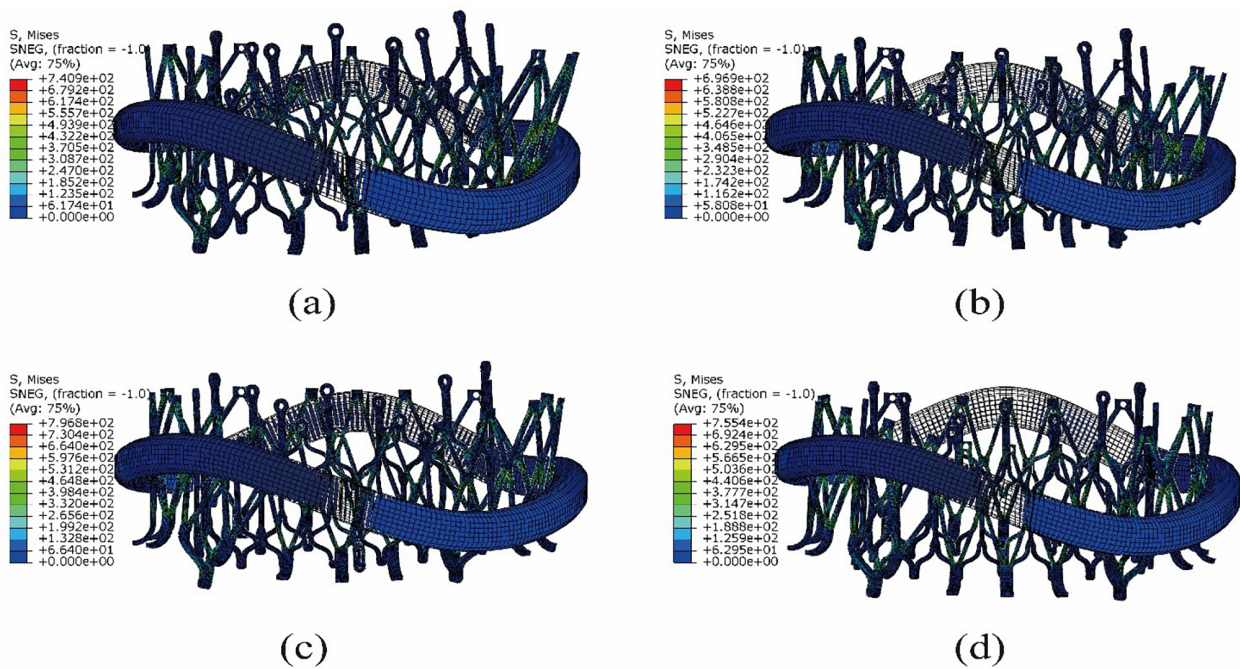 S, Mises
SNEG, (fraction = -1.0)
(Avg: 75%)
+7.409e+02
+6.792e+02
+6.174e+02
+5.557e+02
+4.939e+02
+4.322e+02
+3.705e+02
+3.087e+02
+2.470e+02
+1.852e+02
+1.235e+02
+6.174e+01
+0.000e+00
(a)
S, Mises
SNEG, (fraction = -1.0)
(Avg: 75%)
+6.969e+02
+6.388e+02
+5.808e+02
+5.227e+02
+4.646e+02
+4.065e+02
+3.485e+02
+2.904e+02
+2.323e+02
+1.742e+02
+1.162e+02
+5.808e+01
+0.000e+00
(b)
S, Mises
SNEG, (fraction = -1.0)
(Avg: 75%)
+7.968e+02
+7.304e+02
+6.640e+02
+5.976e+02
+5.312e+02
+4.648e+02
+3.984e+02
+3.320e+02
+2.656e+02
+1.992e+02
+1.328e+02
+6.640e+01
+0.000e+00
(c)
S, Mises
SNEG, (fraction = -1.0)
(Avg: 75%)
+7.554e+02
+6.924e+02
+6.295e+02
+5.665e+02
+5.036e+02
+4.406e+02
+3.777e+02
+3.147e+02
+2.518e+02
+1.888e+02
+1.259e+02
+6.295e+01
+0.000e+00
(d)